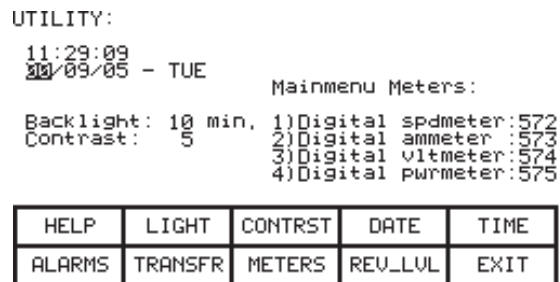 UTILITY:
11:29:09
00/09/05 - TUE
Mainmenu Meters:
Backlight: 10 min. 1)Digital spdmeter:572
Contrast: 5 2)Digital ammeter :573
3)Digital vltmeter:574
4)Digital pwrmeter:575
HELP LIGHT CONTRST DATE TIME
ALARMS TRANSFR METERS REV_LVL EXIT